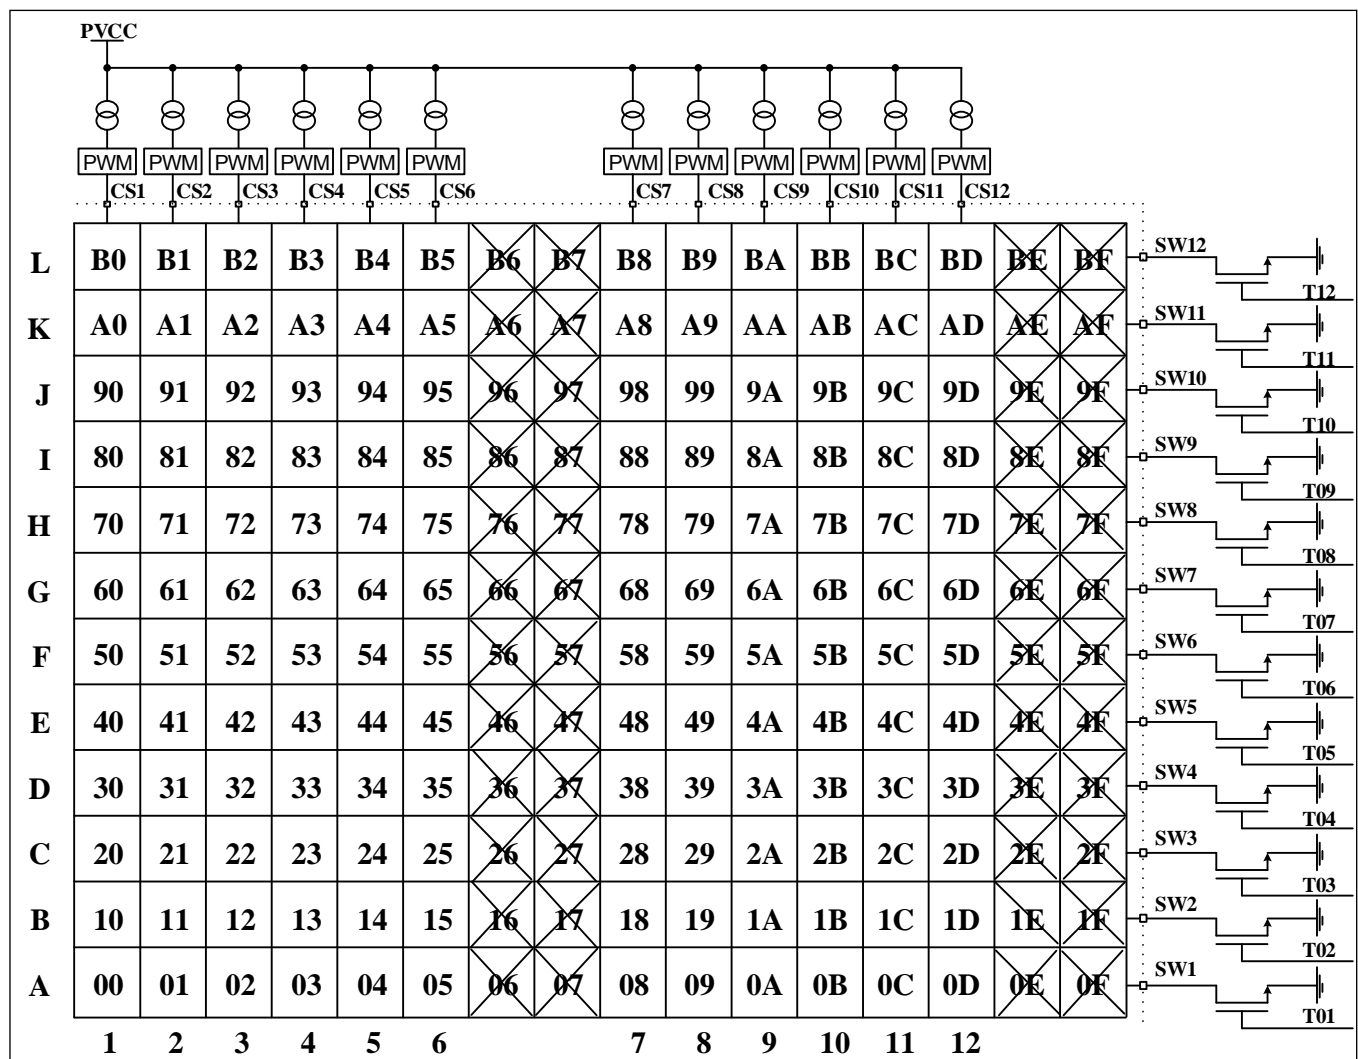 PVCC
PWM PWM PWM PWM PWM PWM PWM PWM PWM PWM PWM PWM
CS1 CS2 CS3 CS4 CS5 CS6 CS7 CS8 CS9 CS10 CS11 CS12
L B0 B1 B2 B3 B4 B5 B6 B7 B8 B9 BA BB BC BD BE BF SW12
T12
K A0 A1 A2 A3 A4 A5 A6 A7 A8 A9 AA AB AC AD AE AF SW11
T11
J 90 91 92 93 94 95 96 97 98 99 9A 9B 9C 9D 9E 9F SW10
T10
I 80 81 82 83 84 85 86 87 88 89 8A 8B 8C 8D 8E 8F SW9
T09
H 70 71 72 73 74 75 76 77 78 79 7A 7B 7C 7D 7E 7F SW8
T08
G 60 61 62 63 64 65 66 67 68 69 6A 6B 6C 6D 6E 6F SW7
T07
F 50 51 52 53 54 55 56 57 58 59 5A 5B 5C 5D 5E 5F SW6
T06
E 40 41 42 43 44 45 46 47 48 49 4A 4B 4C 4D 4E 4F SW5
T05
D 30 31 32 33 34 35 36 37 38 39 3A 3B 3C 3D 3E 3F SW4
T04
C 20 21 22 23 24 25 26 27 28 29 2A 2B 2C 2D 2E 2F SW3
T03
B 10 11 12 13 14 15 16 17 18 19 1A 1B 1C 1D 1E 1F SW2
T02
A 00 01 02 03 04 05 06 07 08 09 0A 0B 0C 0D 0E 0F SW1
T01
1 2 3 4 5 6 7 8 9 10 11 12